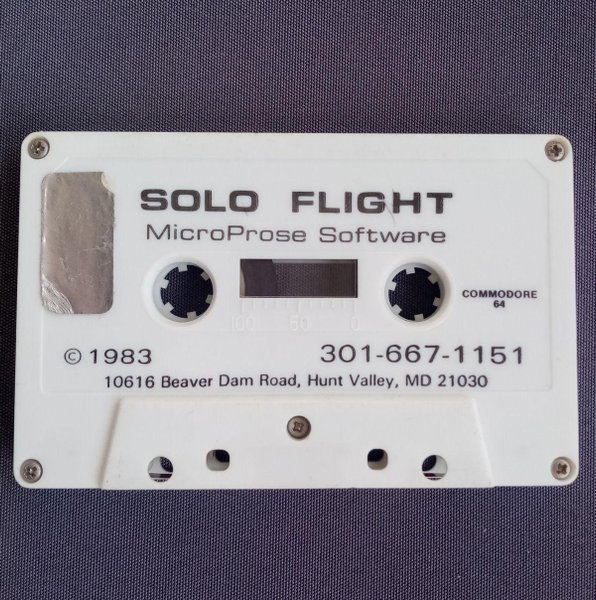 SOLO FLIGHT
MicroProse Software
COMMODORE
64
100 50 0
© 1983
301-667-1151
10616 Beaver Dam Road, Hunt Valley, MD 21030